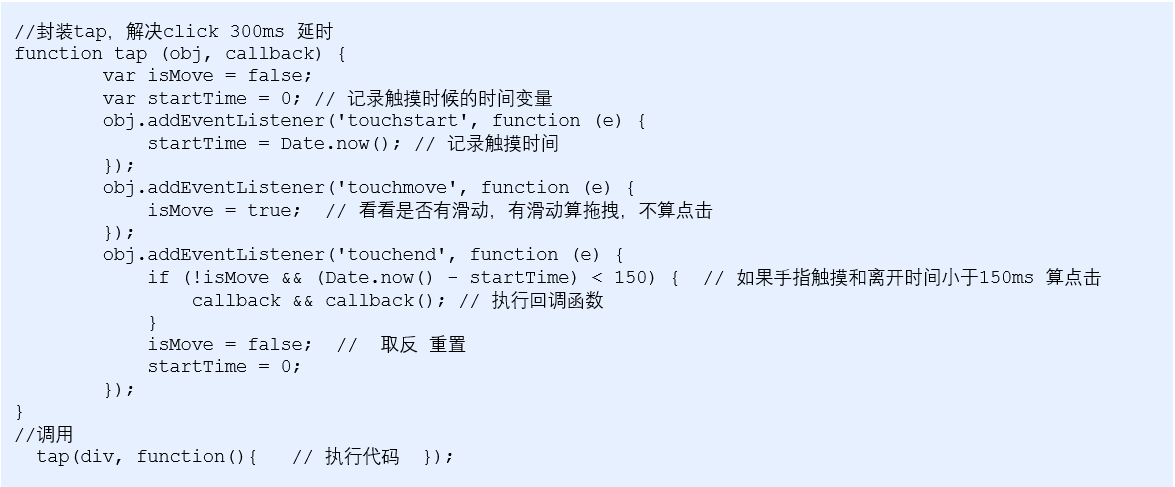 //封装tap，解决click 300ms 延时
function tap (obj, callback) {
        var isMove = false;
        var startTime = 0; // 记录触摸时候的时间变量
        obj.addEventListener('touchstart', function (e) {
            startTime = Date.now(); // 记录触摸时间
        });
        obj.addEventListener('touchmove', function (e) {
            isMove = true;  // 看看是否有滑动，有滑动算拖拽，不算点击
        });
        obj.addEventListener('touchend', function (e) {
            if (!isMove && (Date.now() - startTime) < 150) {  // 如果手指触摸和离开时间小于150ms 算点击
                callback && callback(); // 执行回调函数
            }
            isMove = false;  //  取反 重置
            startTime = 0;
        });
}
//调用
  tap(div, function(){   // 执行代码  });